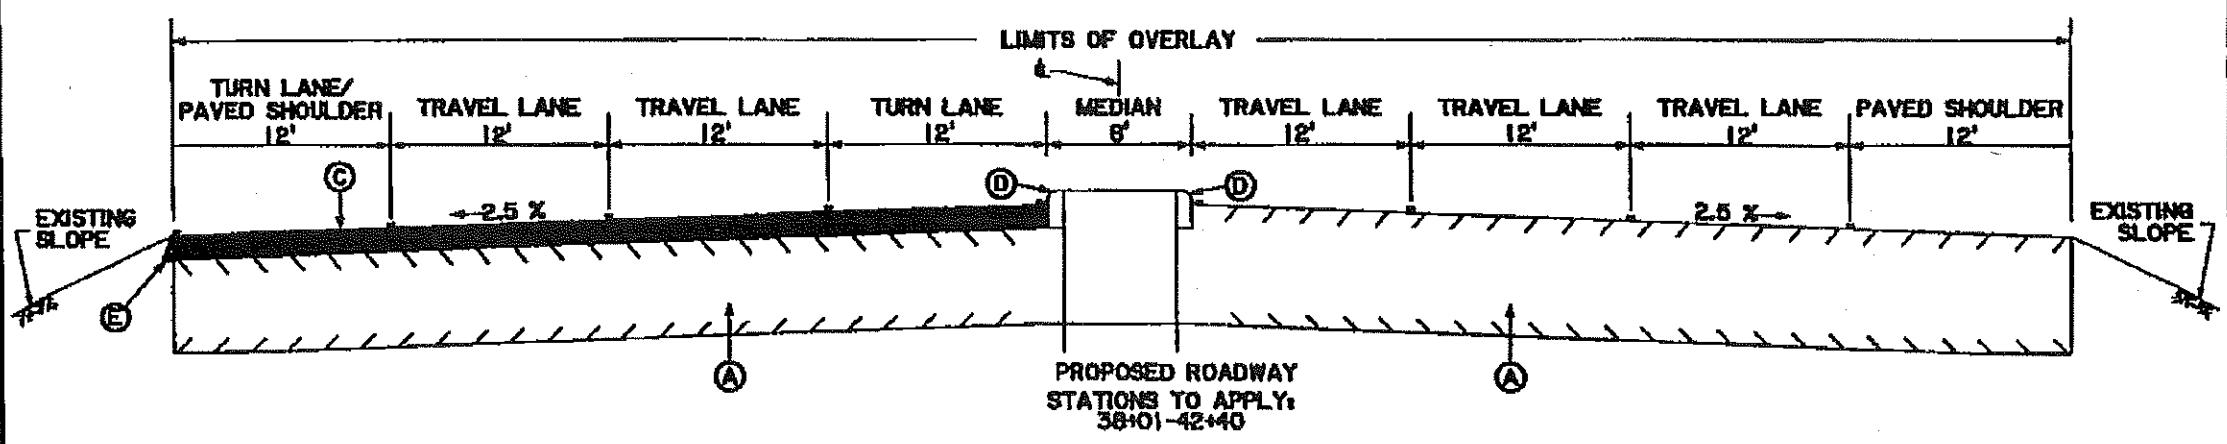 LIMITS OF OVERLAY
TURN LANE/
PAVED SHOULDER
12'
TRAVEL LANE
12'
TRAVEL LANE
12'
TURN LANE
12'
MEDIAN
8'
TRAVEL LANE
12'
TRAVEL LANE
12'
TRAVEL LANE
12'
PAVED SHOULDER
12'
C
D
D
EXISTING
SLOPE
2.5 %
2.5 %
EXISTING
SLOPE
E
A
A
PROPOSED ROADWAY
STATIONS TO APPLY:
38+01-42+40